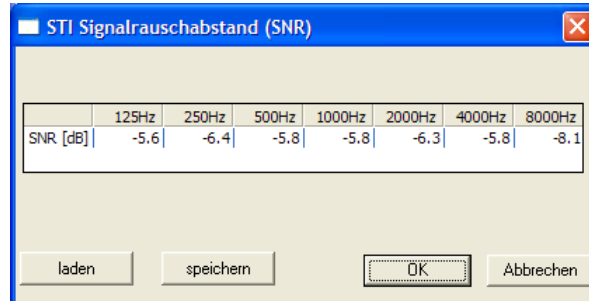 STI Signalrauschabstand (SNR)
125Hz 250Hz 500Hz 1000Hz 2000Hz 4000Hz 8000Hz
SNR [dB] -5.6 -6.4 -5.8 -5.8 -6.3 -5.8 -8.1
laden speichern OK Abbrechen